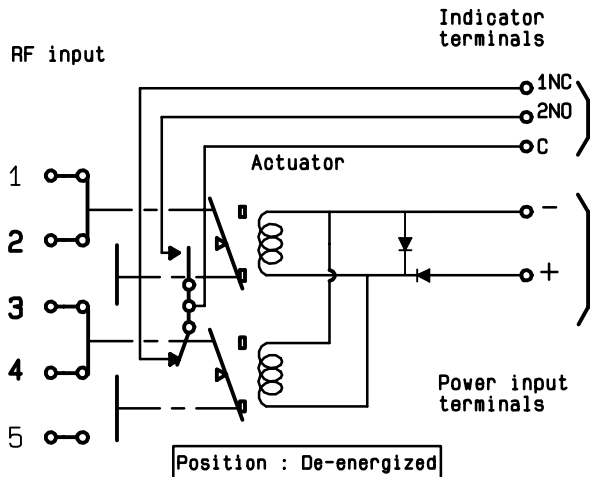 Indicator
terminals
RF input
1NC
2NO
C
Actuator
1
2
3
4
5
-
+
Power input
terminals
Position : De-energized